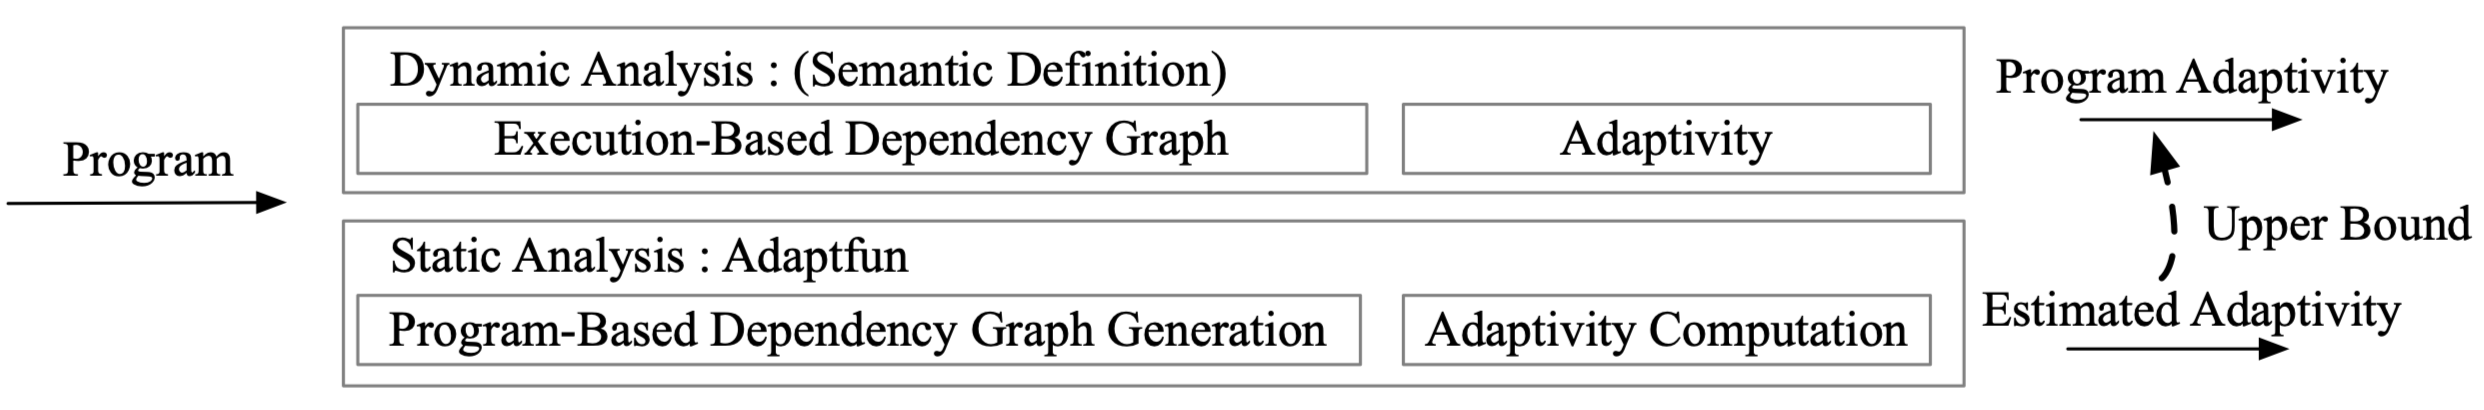 Program
Dynamic Analysis : (Semantic Definition)
Execution-Based Dependency Graph
Adaptivity
Static Analysis : Adaptfun
Program-Based Dependency Graph Generation
Adaptivity Computation
Program Adaptivity
Upper Bound
Estimated Adaptivity